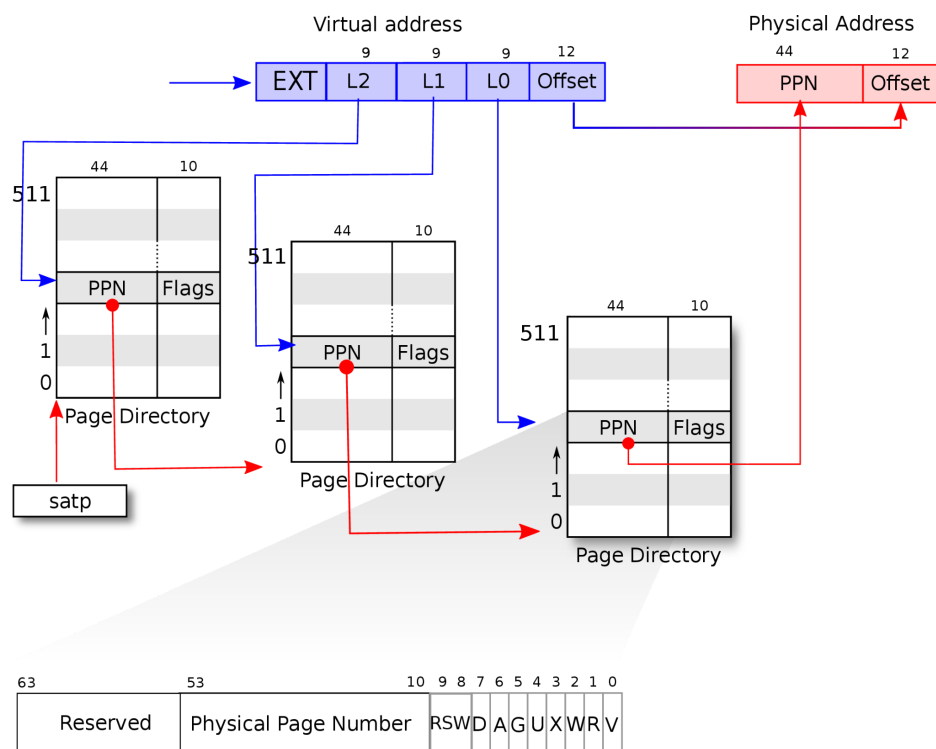 Virtual address
Physical Address
9 9 9 12
44 12
EXT L2 L1 L0 Offset
PPN Offset
44 10
511
PPN Flags
1
0
Page Directory
satp
44 10
511
PPN Flags
1
0
Page Directory
44 10
511
PPN Flags
1
0
Page Directory
63 53 10 9 8 7 6 5 4 3 2 1 0
Reserved Physical Page Number RSW D A G U X W R V